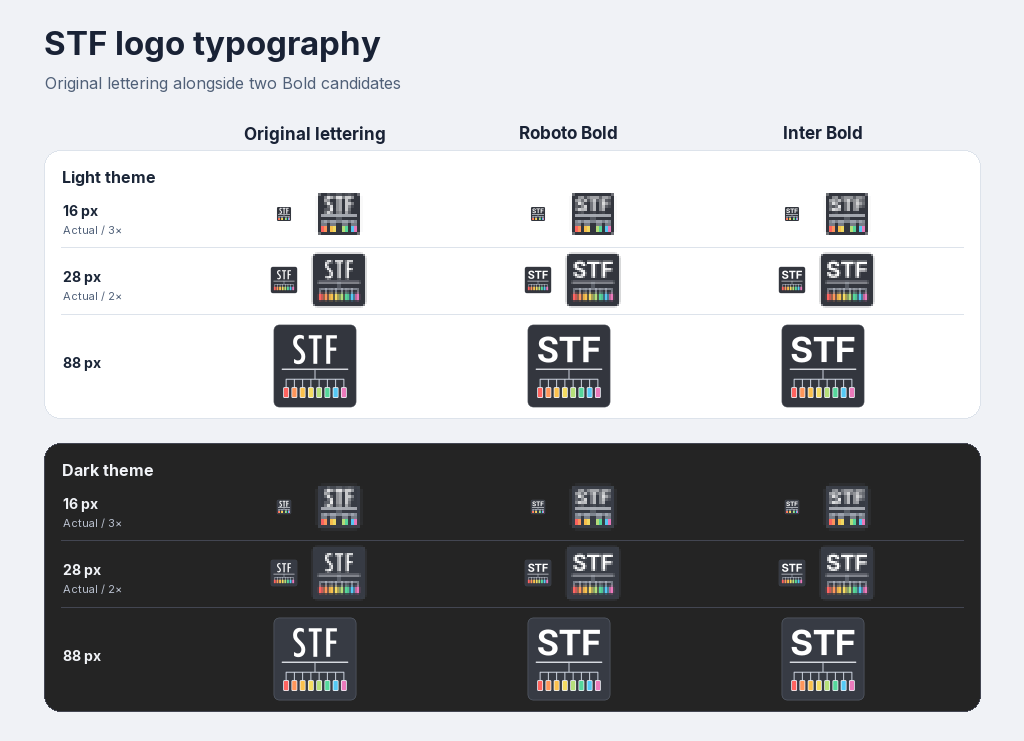 STF logo typography
Original lettering alongside two Bold candidates
Original lettering Roboto Bold Inter Bold
Light theme
16 px STF STF STF STF STF STF
Actual / 3×
28 px STF STF STF STF STF STF
Actual / 2×
88 px STF STF STF
Dark theme
16 px STF STF STF STF STF STF
Actual / 3×
28 px STF STF STF STF STF STF
Actual / 2×
88 px STF STF STF